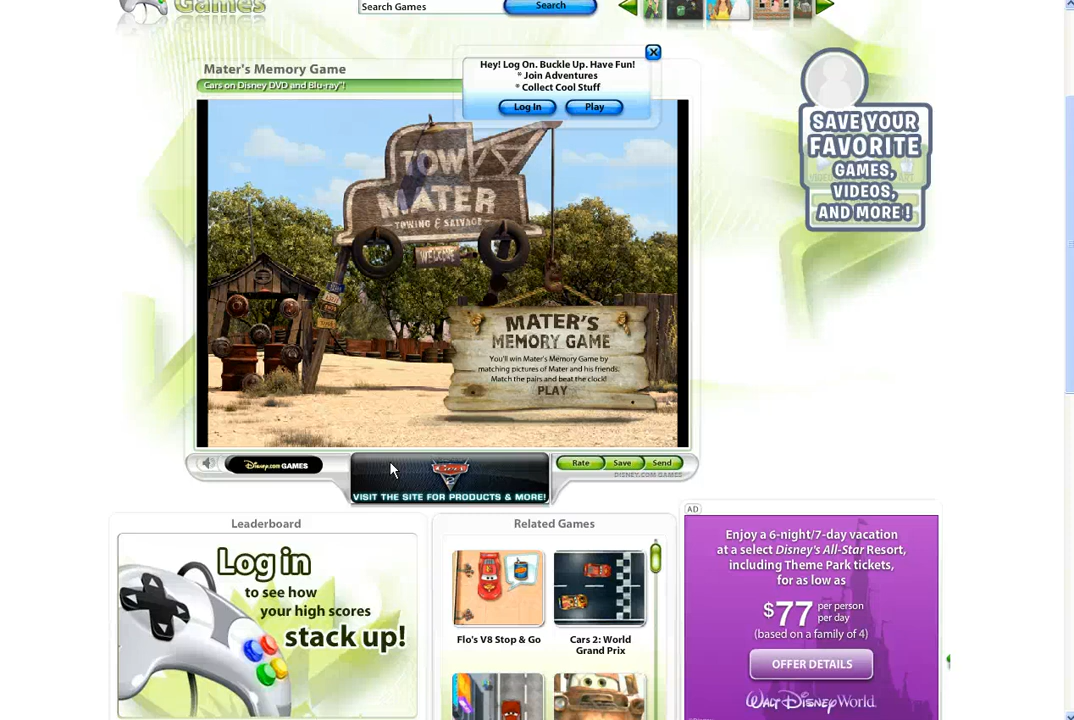 Games
Search Games
Search
Mater's Memory Game
Cars on Disney DVD and Blu-ray™!
Hey! Log On. Buckle Up. Have Fun!
* Join Adventures
* Collect Cool Stuff
Log In
Play
SAVE YOUR
FAVORITE
GAMES,
VIDEOS,
AND MORE!
TOW
MATER
TOWING & SALVAGE
WELCOME
MATER'S
MEMORY GAME
You'll win Mater's Memory Game by
matching pictures of Mater and his friends.
Match the pairs and beat the clock!
PLAY
Disney.com GAMES
Cars 2
VISIT THE SITE FOR PRODUCTS & MORE!
Rate
Save
Send
DISNEY.COM GAMES
Leaderboard
Log in
to see how
your high scores
stack up!
Related Games
Flo's V8 Stop & Go
Cars 2: World
Grand Prix
AD
Enjoy a 6-night/7-day vacation
at a select Disney's All-Star Resort,
including Theme Park tickets,
for as low as
$77 per person
per day
(based on a family of 4)
OFFER DETAILS
Walt Disney World.